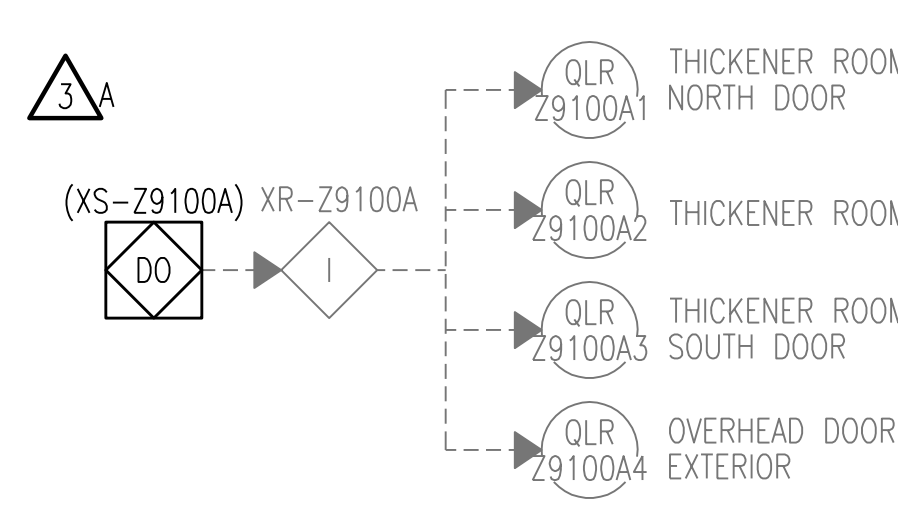 3 A
(XS-Z9100A) XR-Z9100A
DO
I
QLR
Z9100A1
THICKENER ROOM
NORTH DOOR
QLR
Z9100A2
THICKENER ROOM
QLR
Z9100A3
THICKENER ROOM
SOUTH DOOR
QLR
Z9100A4
OVERHEAD DOOR
EXTERIOR